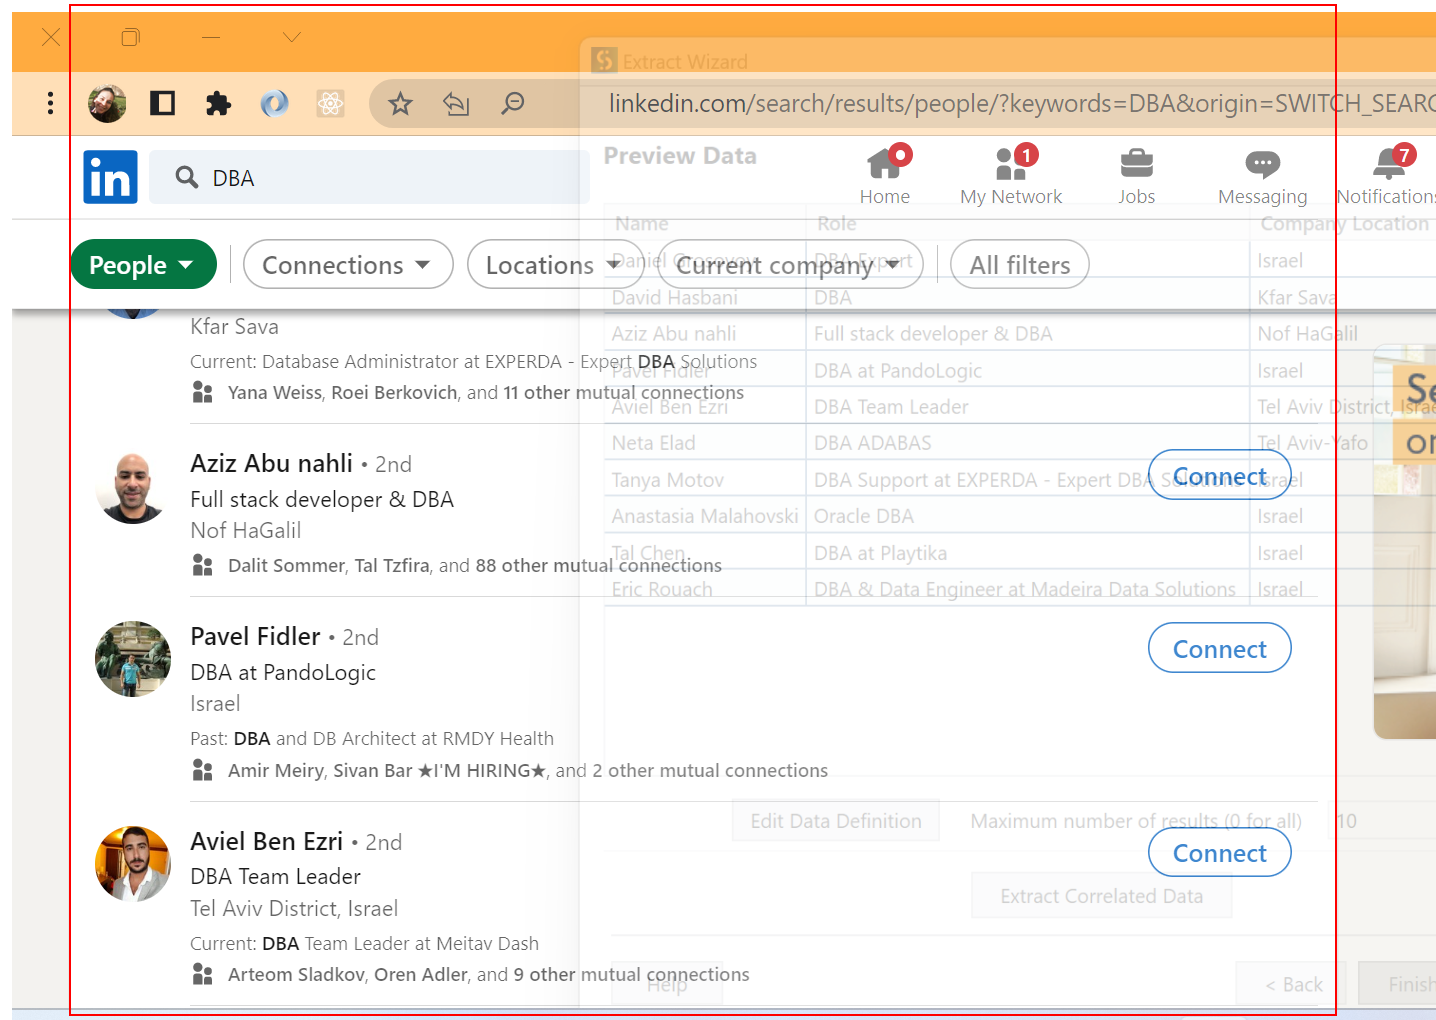 Extract Wizard
linkedin.com/search/results/people/?keywords=DBA&origin=SWITCH_SEARC
Preview Data
in
DBA
Home
My Network
1
Jobs
Messaging
Notifications
7
Name Role Company Location
People
Connections
Locations
Current company
All filters
Daniel Grosovov DBA Expert Israel
David Hasbani DBA Kfar Sava
Aziz Abu nahli Full stack developer & DBA Nof HaGalil
Pavel Fidler DBA at PandoLogic Israel
Aviel Ben Ezri DBA Team Leader Tel Aviv District, Israe
Neta Elad DBA ADABAS Tel Aviv-Yafo
Tanya Motov DBA Support at EXPERDA - Expert DBA Solutions Israel
Anastasia Malahovski Oracle DBA Israel
Tal Chen DBA at Playtika Israel
Eric Rouach DBA & Data Engineer at Madeira Data Solutions Israel
Kfar Sava
Current: Database Administrator at EXPERDA - Expert DBA Solutions
Yana Weiss, Roei Berkovich, and 11 other mutual connections
Se
on
Aziz Abu nahli • 2nd
Full stack developer & DBA
Nof HaGalil
Connect
Dalit Sommer, Tal Tzfira, and 88 other mutual connections
Pavel Fidler • 2nd
DBA at PandoLogic
Israel
Connect
Past: DBA and DB Architect at RMDY Health
Amir Meiry, Sivan Bar ★I'M HIRING★, and 2 other mutual connections
Edit Data Definition
Maximum number of results (0 for all) 10
Aviel Ben Ezri • 2nd
DBA Team Leader
Tel Aviv District, Israel
Connect
Extract Correlated Data
Current: DBA Team Leader at Meitav Dash
Arteom Sladkov, Oren Adler, and 9 other mutual connections
Help
< Back
Finish